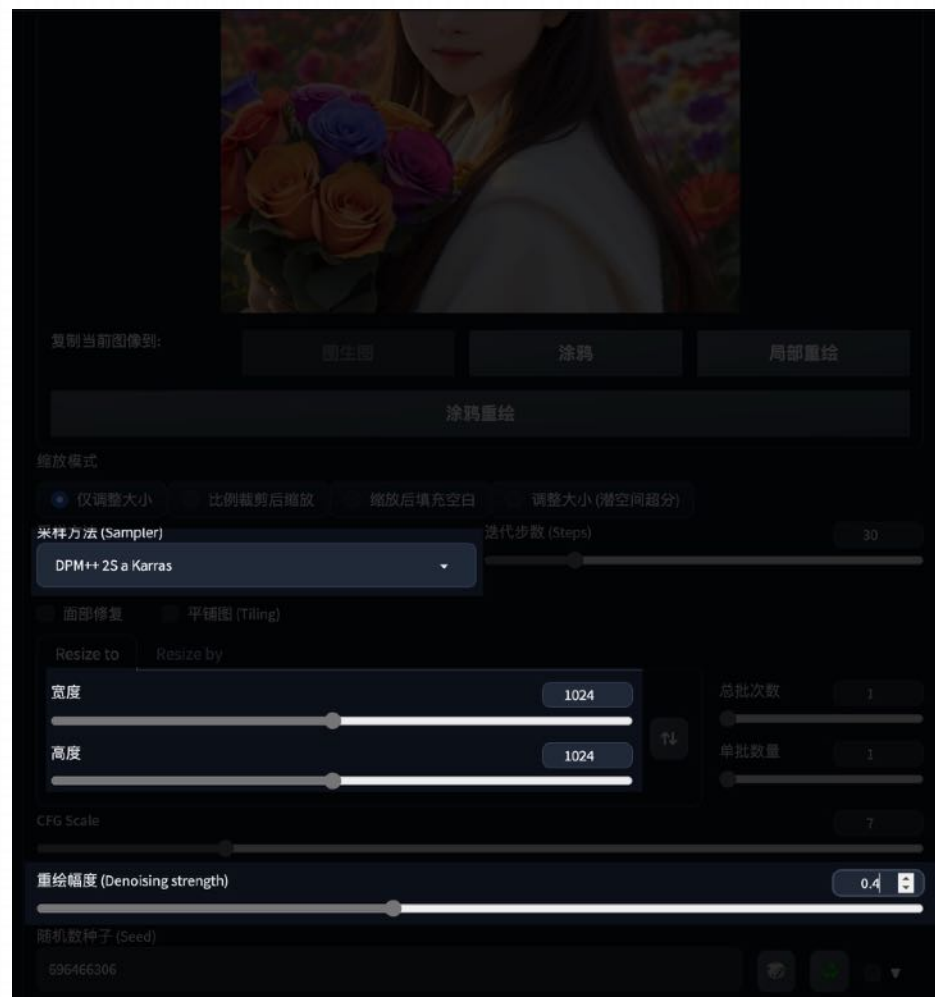 复制当前图像到:
图生图 涂鸦 局部重绘
涂鸦重绘
缩放模式
仅调整大小 比例裁剪后缩放 缩放后填充空白 调整大小 (潜空间超分)
采样方法 (Sampler) 迭代步数 (Steps) 30
DPM++ 2S a Karras
面部修复 平铺图 (Tiling)
Resize to Resize by
宽度 1024 总批次数 1
高度 1024 单批数量 1
CFG Scale 7
重绘幅度 (Denoising strength) 0.4
随机数种子 (Seed)
696466306